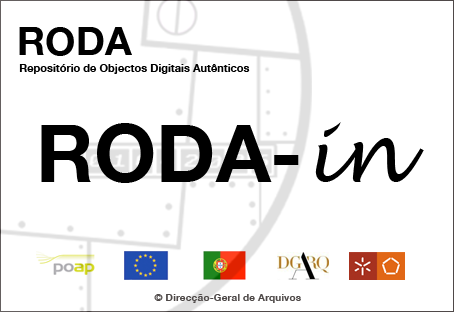 RODA
Repositório de Objectos Digitais Autênticos
RODA-in
poap
DGARQ
© Direcção-Geral de Arquivos